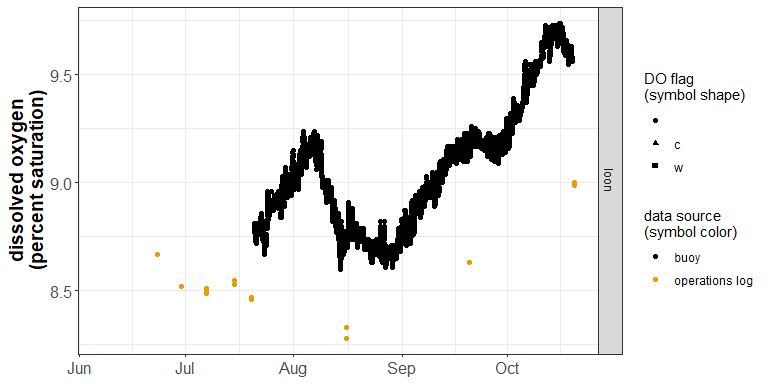 dissolved oxygen
(percent saturation)
9.5
9.0
8.5
Jun
Jul
Aug
Sep
Oct
loon
DO flag
(symbol shape)
c
w
data source
(symbol color)
buoy
operations log